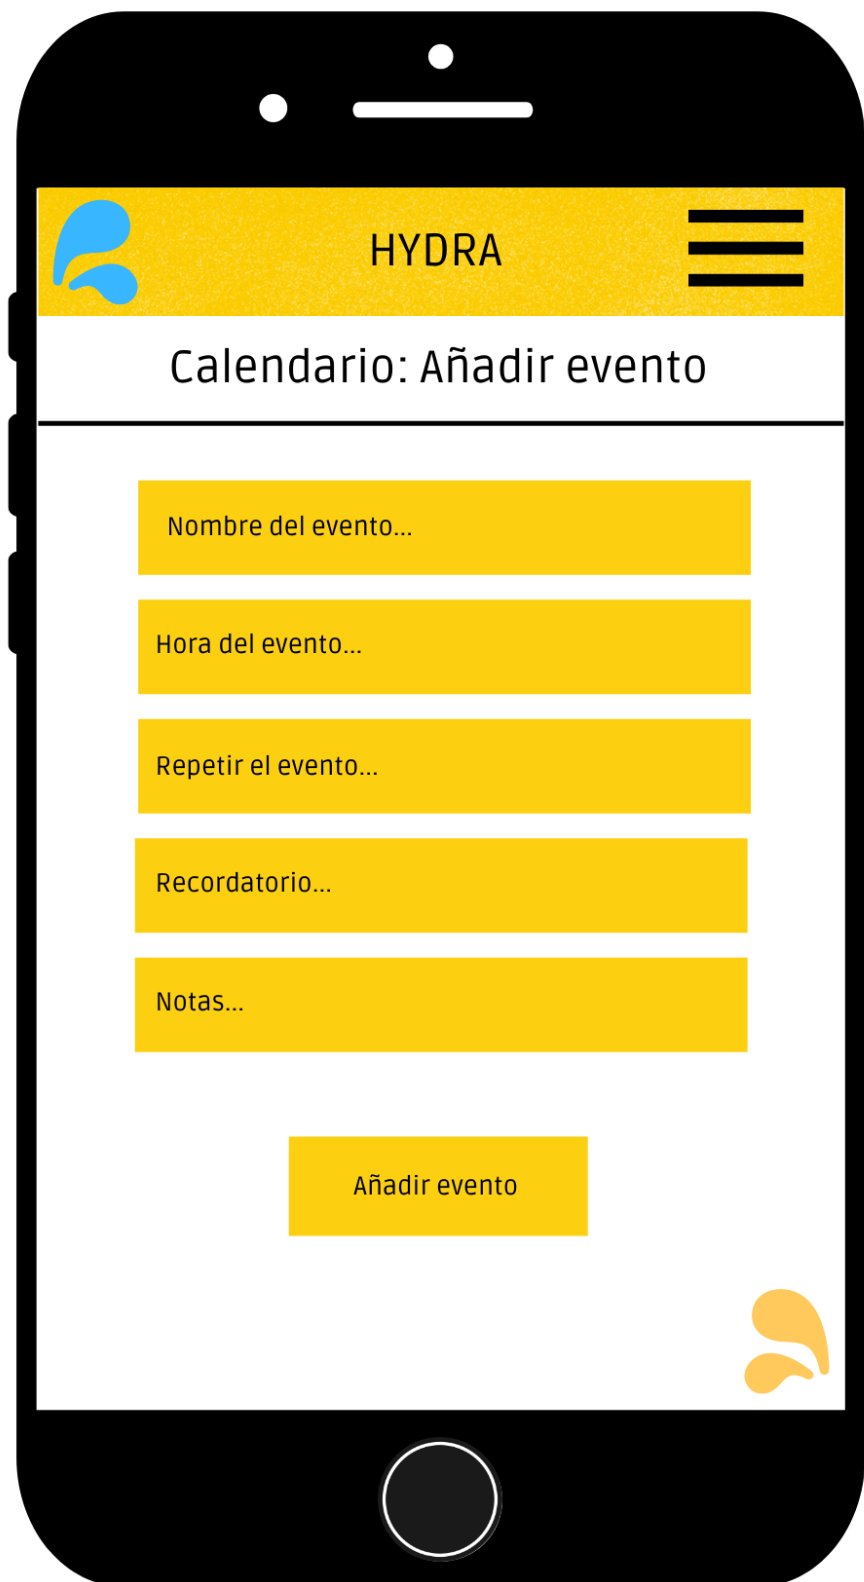 HYDRA
Calendario: Añadir evento
Nombre del evento...
Hora del evento...
Repetir el evento...
Recordatorio...
Notas...
Añadir evento